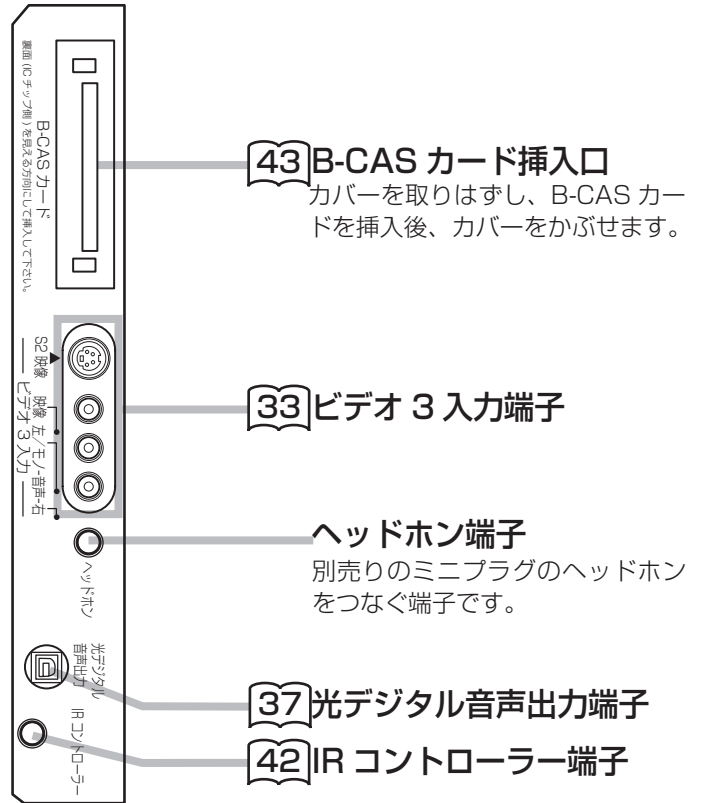 B-CAS カード
裏面 (IC チップ側) を見える方向にして挿入して下さい。
43 B-CAS カード挿入口
カバーを取りはずし、B-CAS カー
ドを挿入後、カバーをかぶせます。
S2 映像
映像 左/モノ-音声-右
ビデオ 3 入力
33 ビデオ 3 入力端子
ヘッドホン
ヘッドホン端子
別売りのミニプラグのヘッドホン
をつなぐ端子です。
光デジタル
音声出力
37 光デジタル音声出力端子
IR コントローラー
42 IR コントローラー端子